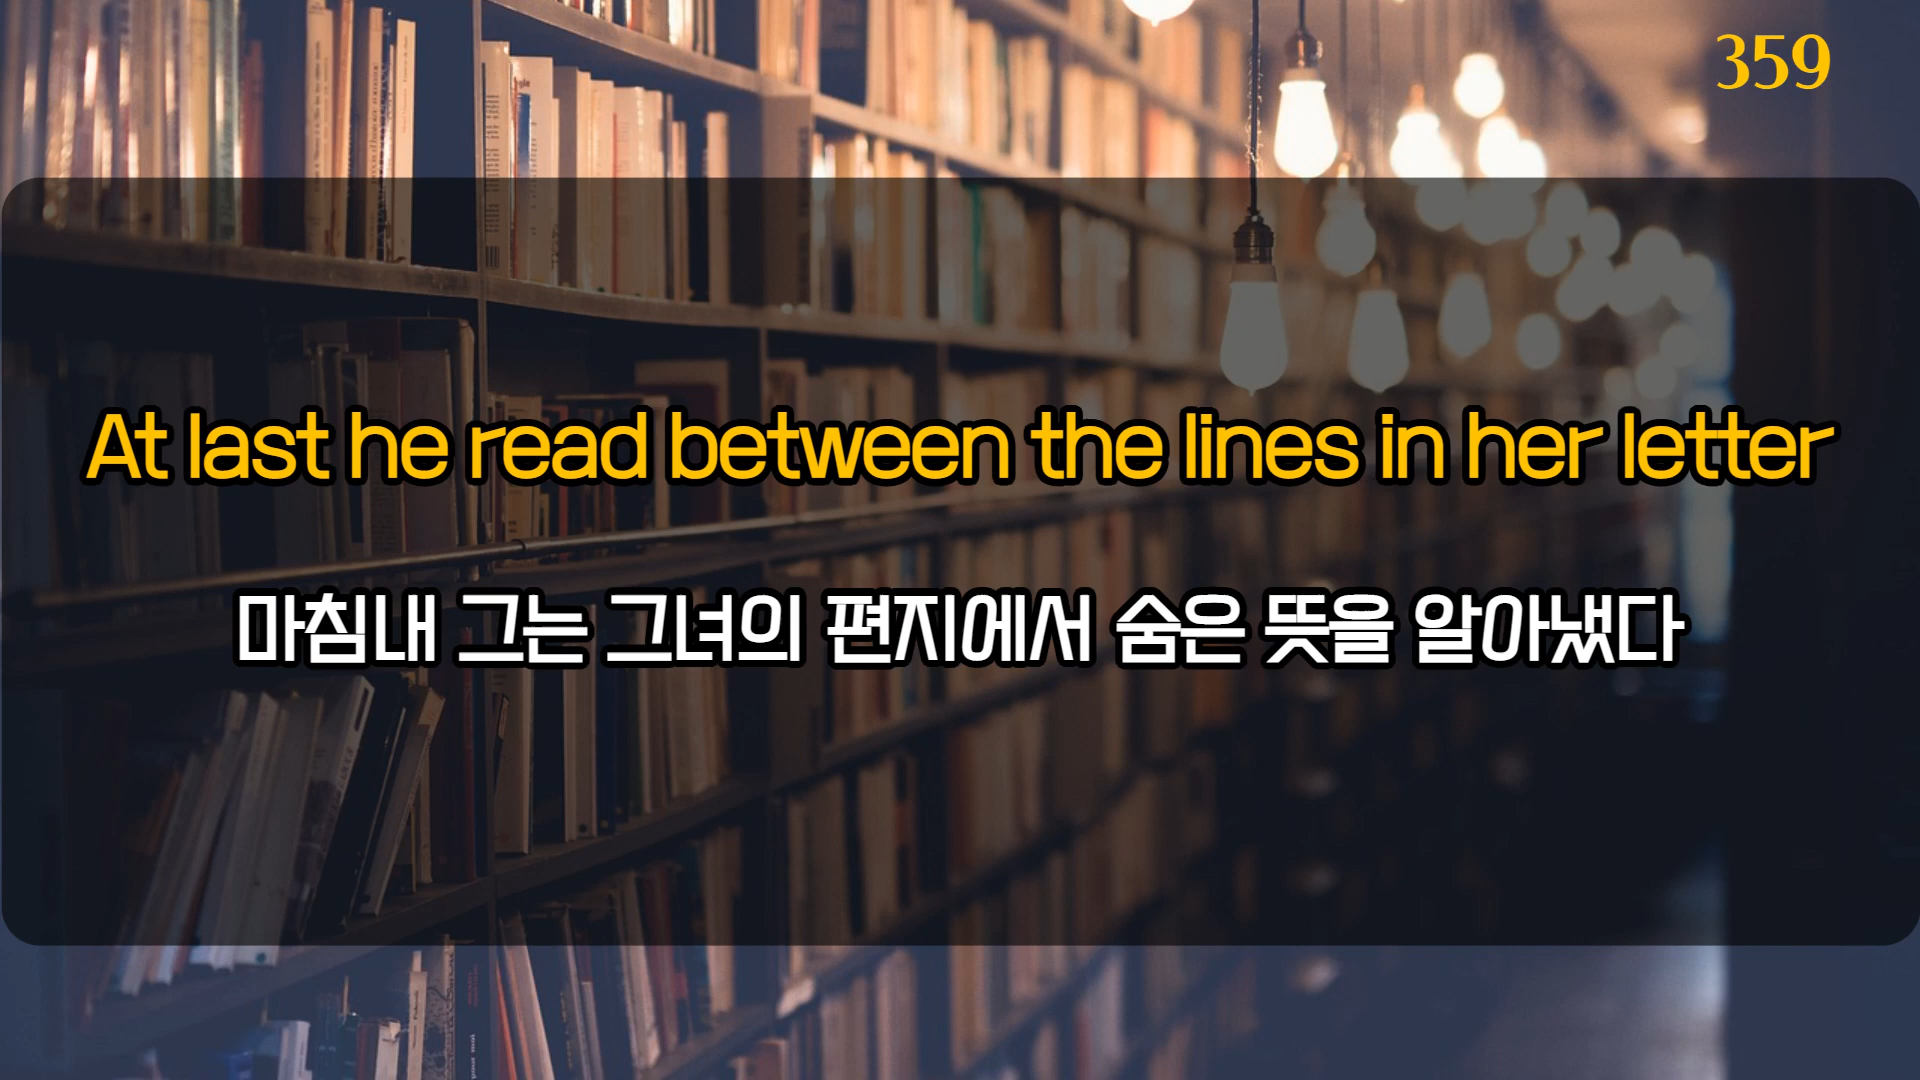 359
At last he read between the lines in her letter
마침내 그는 그녀의 편지에서 숨은 뜻을 알아냈다